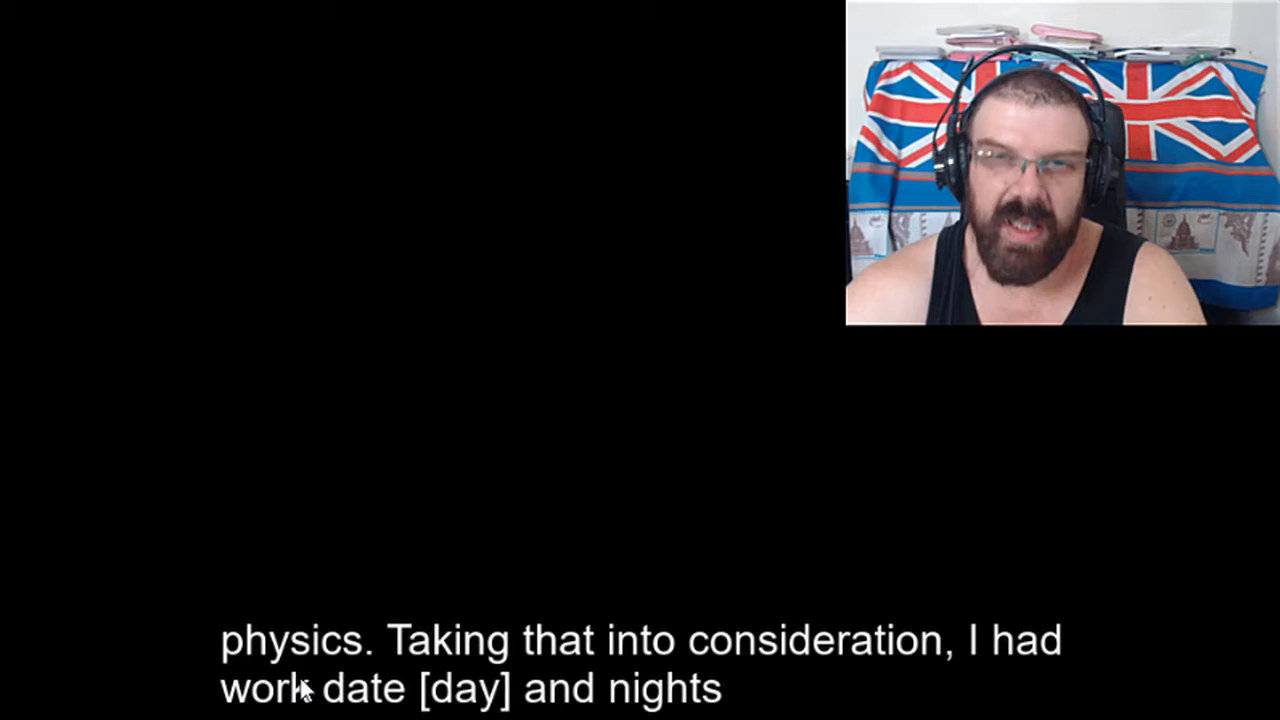 physics. Taking that into consideration, I had
work date [day] and nights